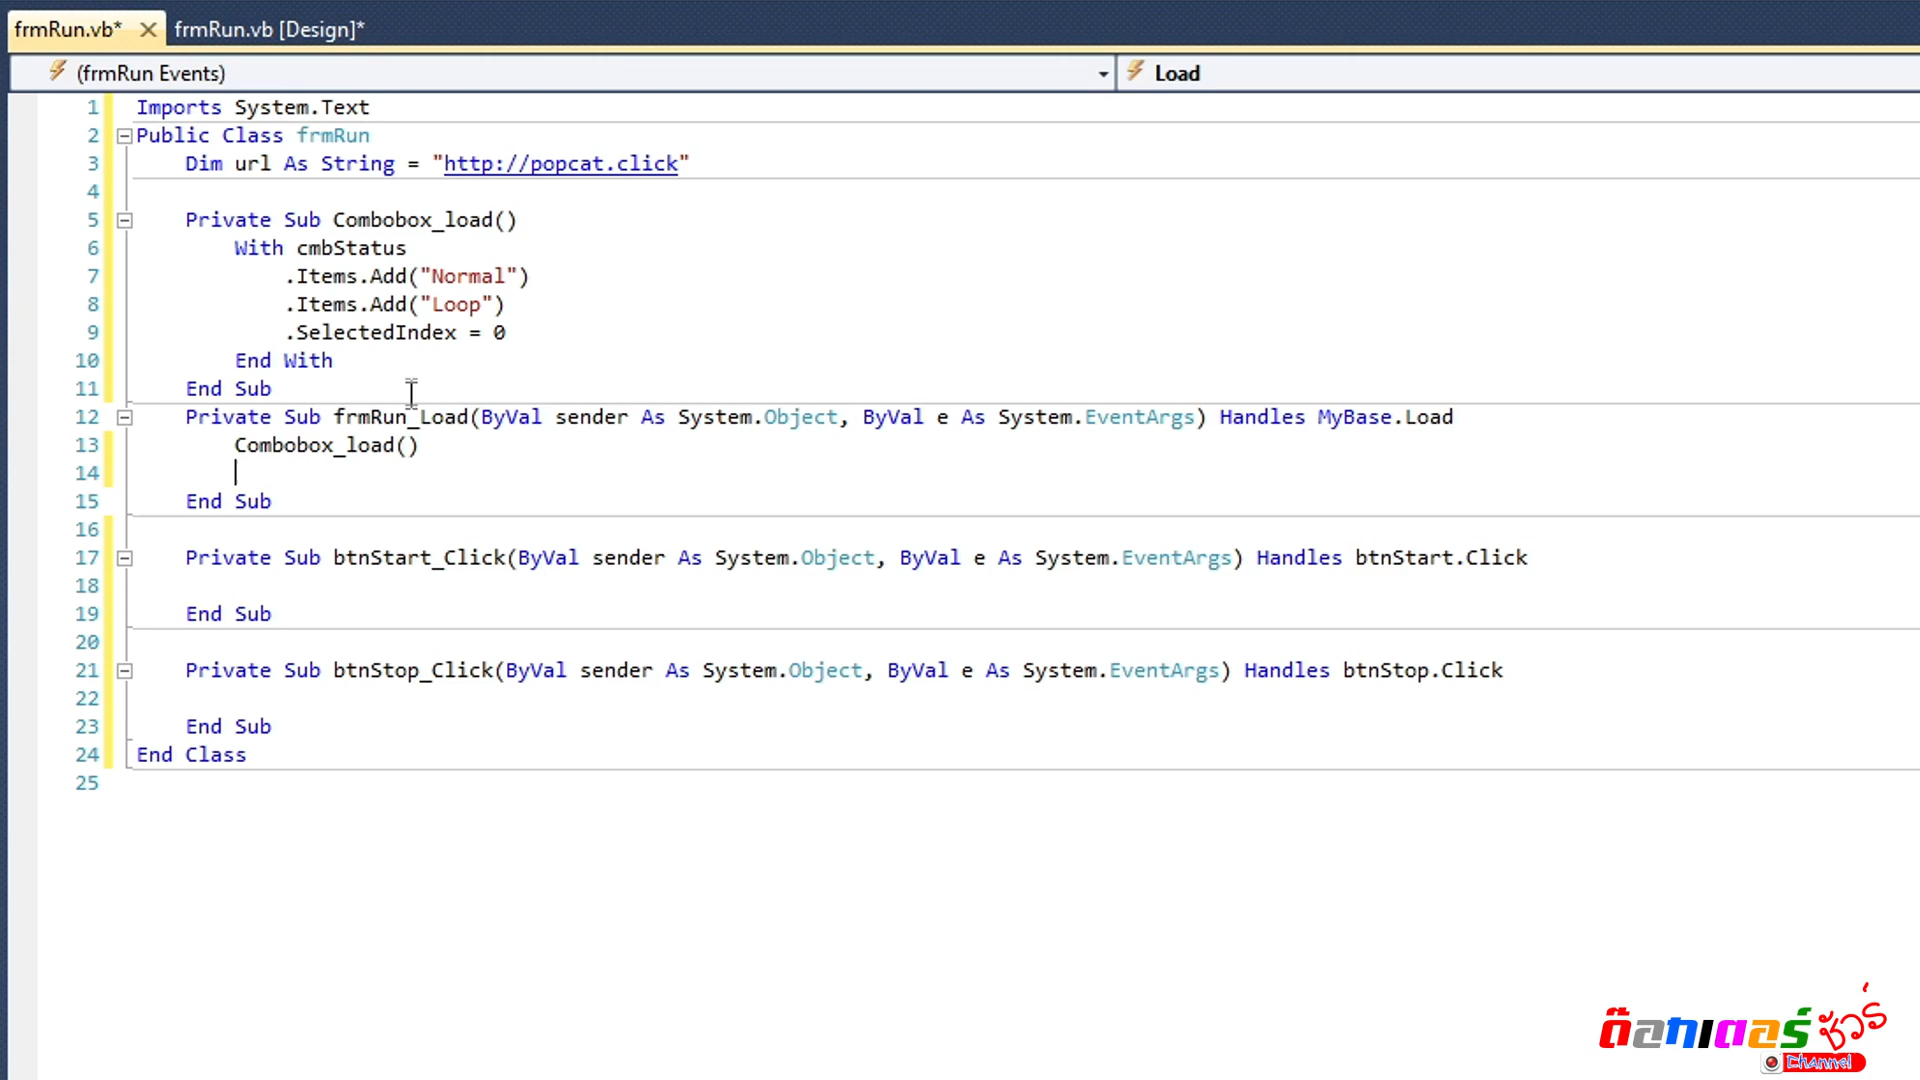 frmRun.vb* frmRun.vb [Design]*
(frmRun Events) Load
1 Imports System.Text
2 Public Class frmRun
3 Dim url As String = "http://popcat.click"
4
5 Private Sub Combobox_load()
6 With cmbStatus
7 .Items.Add("Normal")
8 .Items.Add("Loop")
9 .SelectedIndex = 0
10 End With
11 End Sub
12 Private Sub frmRun_Load(ByVal sender As System.Object, ByVal e As System.EventArgs) Handles MyBase.Load
13 Combobox_load()
14
15 End Sub
16
17 Private Sub btnStart_Click(ByVal sender As System.Object, ByVal e As System.EventArgs) Handles btnStart.Click
18
19 End Sub
20
21 Private Sub btnStop_Click(ByVal sender As System.Object, ByVal e As System.EventArgs) Handles btnStop.Click
22
23 End Sub
24 End Class
25
ด๊อกเตอร์ ชัวร์
Channel